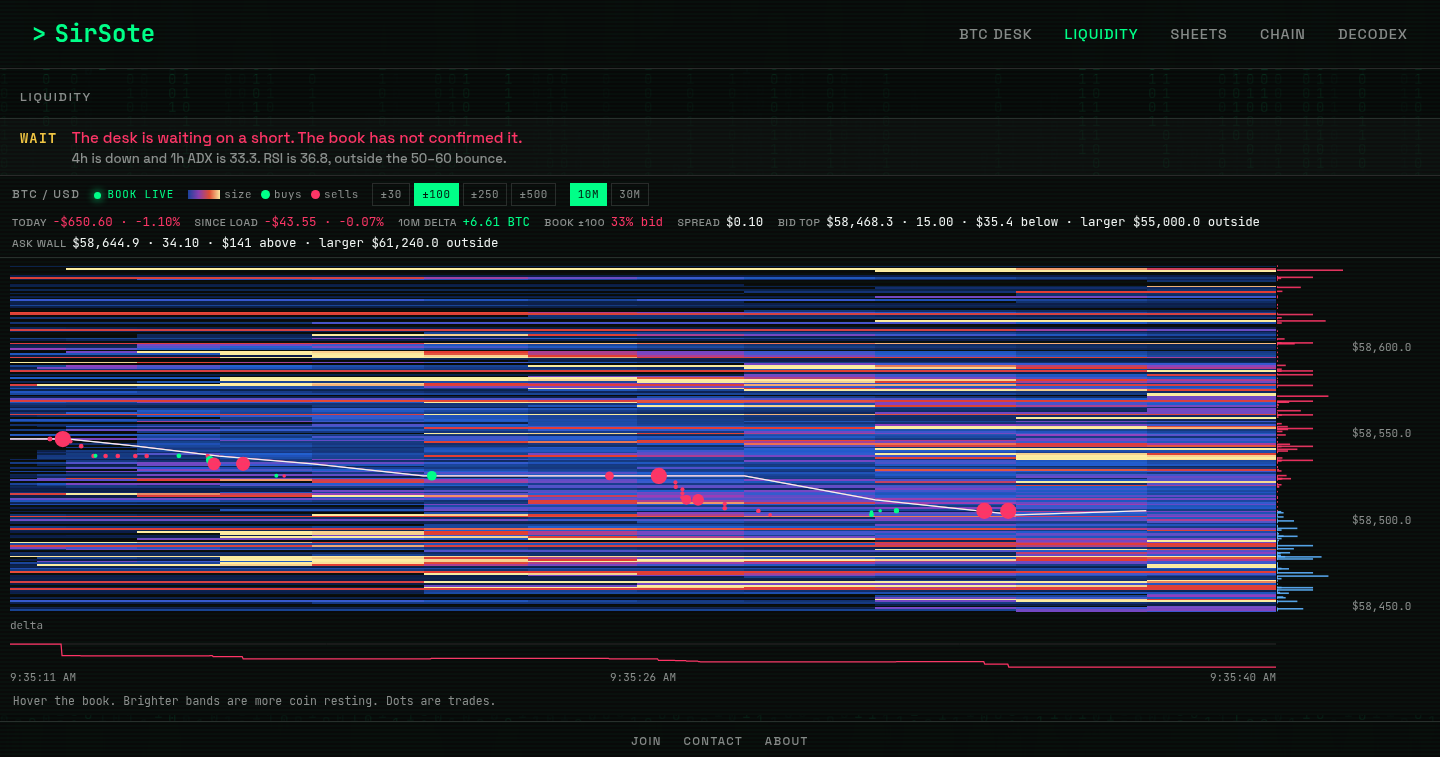 > SirSote
BTC DESK LIQUIDITY SHEETS CHAIN DECODEX
LIQUIDITY
WAIT The desk is waiting on a short. The book has not confirmed it.
4h is down and 1h ADX is 33.3. RSI is 36.8, outside the 50–60 bounce.
BTC / USD BOOK LIVE size buys sells ±30 ±100 ±250 ±500 10M 30M
TODAY -$650.60 · -1.10% SINCE LOAD -$43.55 · -0.07% 10M DELTA +6.61 BTC BOOK ±100 33% bid SPREAD $0.10 BID TOP $58,468.3 · 15.00 · $35.4 below · larger $55,000.0 outside
ASK WALL $58,644.9 · 34.10 · $141 above · larger $61,240.0 outside
$58,600.0
$58,550.0
$58,500.0
$58,450.0
delta
9:35:11 AM 9:35:26 AM 9:35:40 AM
Hover the book. Brighter bands are more coin resting. Dots are trades.
JOIN CONTACT ABOUT